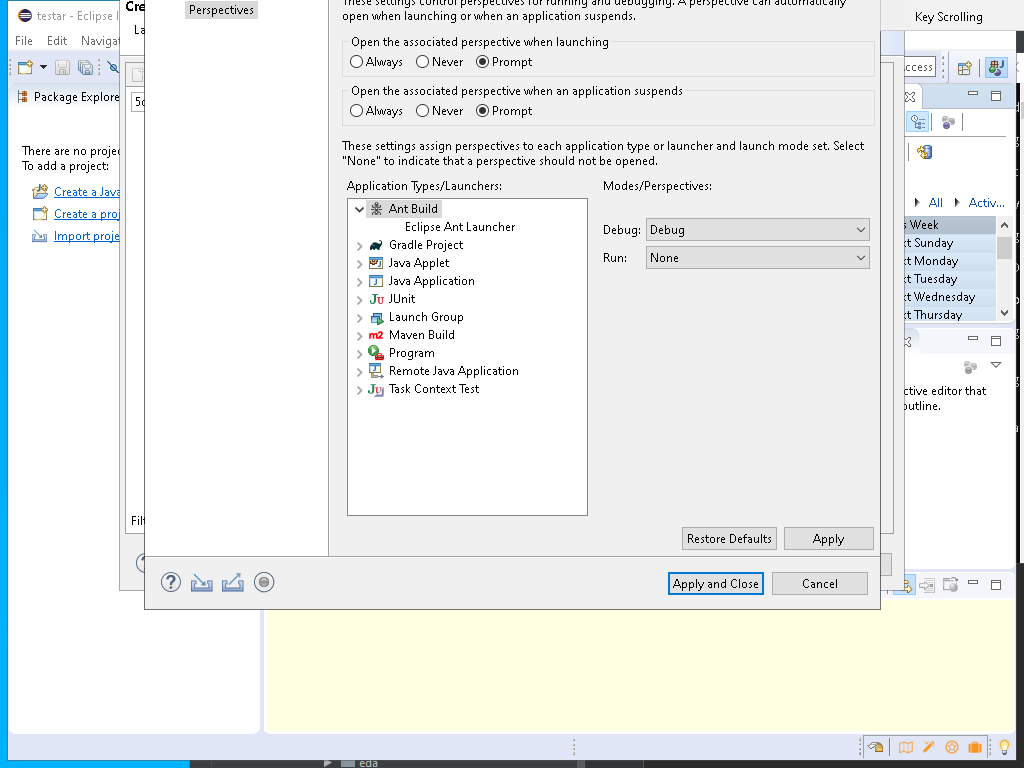 testar - Eclipse I
Cre
Perspectives
These settings control perspectives for running and debugging. A perspective can automatically
open when launching or when an application suspends.
Key Scrolling
File Edit Navigat
La
Open the associated perspective when launching
Always Never Prompt
ccess
Package Explore
Open the associated perspective when an application suspends
Always Never Prompt
There are no projec
To add a project:
Create a Java
Create a proj
Import proje
These settings assign perspectives to each application type or launcher and launch mode set. Select
"None" to indicate that a perspective should not be opened.
Application Types/Launchers:
Modes/Perspectives:
Ant Build
Eclipse Ant Launcher
Gradle Project
Java Applet
Java Application
JUnit
Launch Group
Maven Build
Program
Remote Java Application
Task Context Test
Debug: Debug
Run: None
All Activ...
s Week
xt Sunday
xt Monday
xt Tuesday
xt Wednesday
xt Thursday
ctive editor that
outline.
Filt
Restore Defaults
Apply
Apply and Close
Cancel
eda